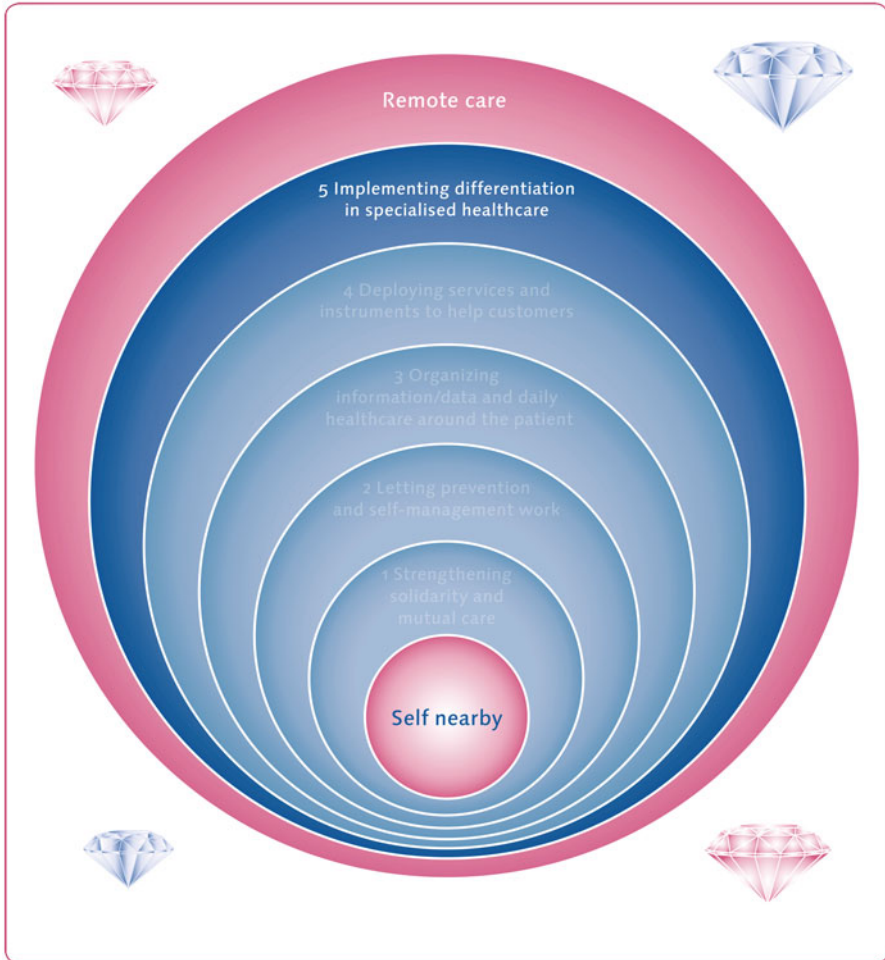 Remote care
5 Implementing differentiation
in specialised healthcare
4 Deploying services and
instruments to help customers
3 Organizing
information/data and daily
healthcare around the patient
2 Letting prevention
and self-management work
1 Strengthening
solidarity and
mutual care
Self nearby